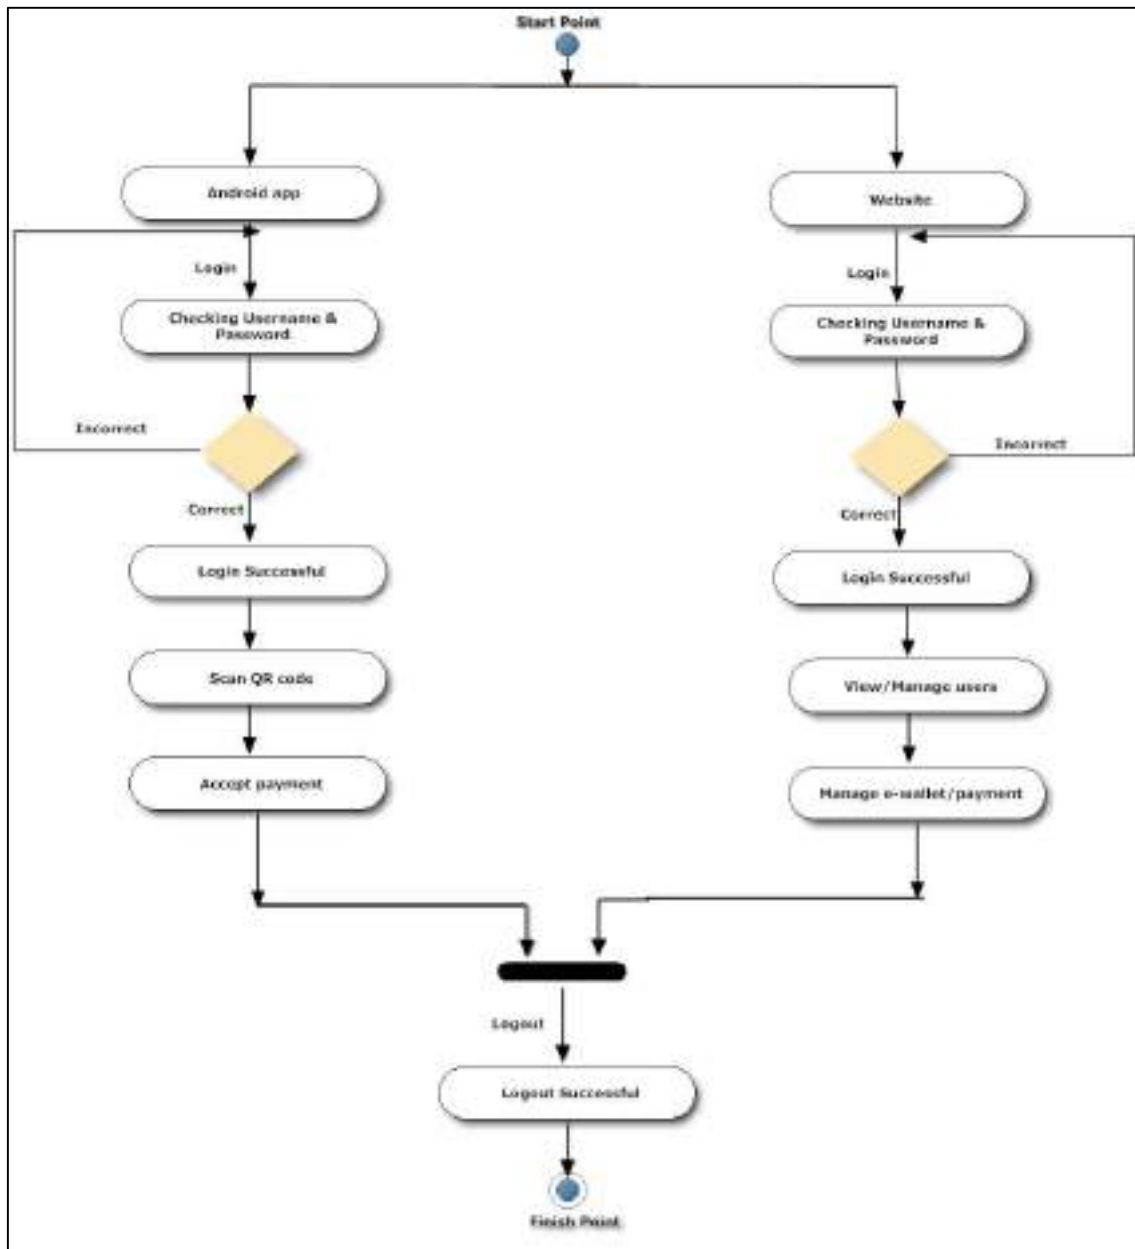 Start Point
Android app
Website
Login
Login
Checking Username &
Password
Checking Username &
Password
Incorrect
Incorrect
Correct
Correct
Login Successful
Login Successful
Scan QR code
View/Manage users
Accept payment
Manage e-wallet/payment
Logout
Logout Successful
Finish Point